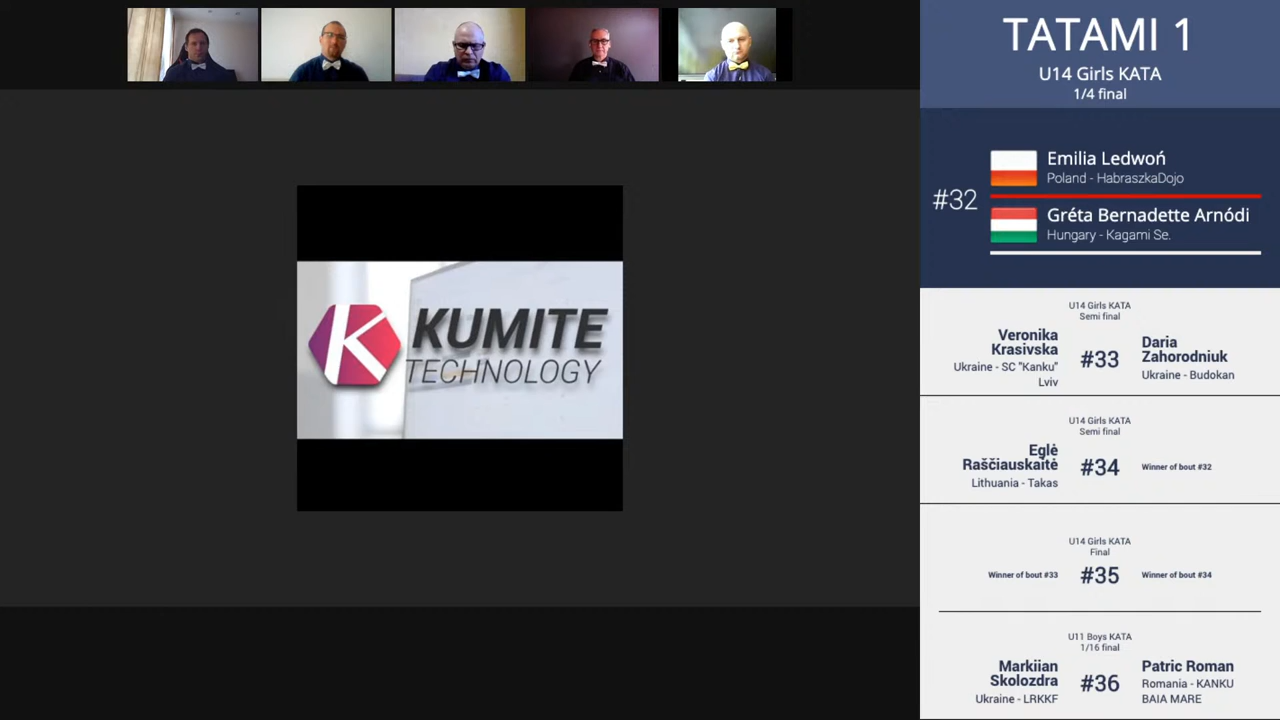 TATAMI 1
U14 Girls KATA
1/4 final
#32
Emilia Ledwoń
Poland - HabraszkaDojo
Gréta Bernadette Arnódi
Hungary - Kagami Se.
U14 Girls KATA
Semi final
Veronika
Krasivska
Ukraine - SC "Kanku"
Lviv
#33
Daria
Zahorodniuk
Ukraine - Budokan
U14 Girls KATA
Semi final
Eglė
Raščiauskaitė
Lithuania - Takas
#34
Winner of bout #32
U14 Girls KATA
Final
Winner of bout #33
#35
Winner of bout #34
U11 Boys KATA
1/16 final
Markiian
Skolozdra
Ukraine - LRKKF
#36
Patric Roman
Romania - KANKU
BAIA MARE
K KUMITE
TECHNOLOGY